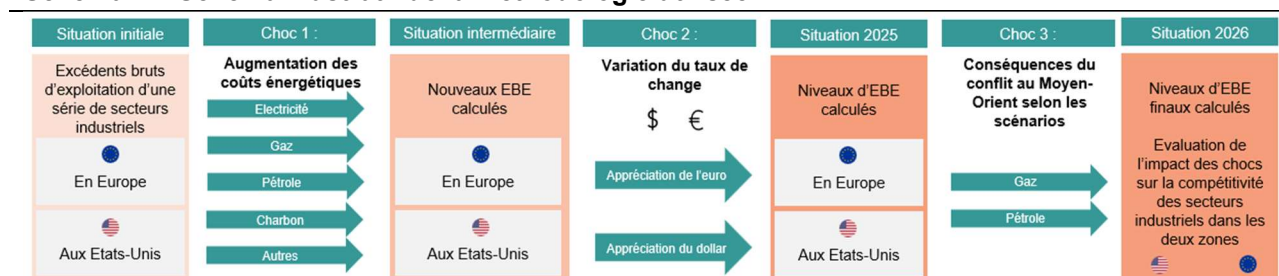 Situation initiale
Excédents bruts
d'exploitation d'une
série de secteurs
industriels
En Europe
Aux Etats-Unis
Choc 1 :
Augmentation des
coûts énergétiques
Electricité
Gaz
Pétrole
Charbon
Autres
Situation intermédiaire
Nouveaux EBE
calculés
En Europe
Aux Etats-Unis
Choc 2 :
Variation du taux de
change
$ €
Appréciation de l'euro
Appréciation du dollar
Situation 2025
Niveaux d'EBE
calculés
En Europe
Aux Etats-Unis
Choc 3 :
Conséquences du
conflit au Moyen-
Orient selon les
scénarios
Gaz
Pétrole
Situation 2026
Niveaux d'EBE
finaux calculés
Evaluation de
l'impact des chocs
sur la compétitivité
des secteurs
industriels dans les
deux zones